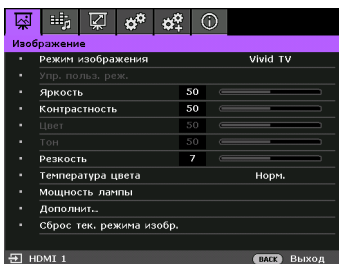 Изображение
Режим изображения Vivid TV
Упр. польз. реж.
Яркость 50
Контрастность 50
Цвет 50
Тон 50
Резкость 7
Температура цвета Норм.
Мощность лампы
Дополнит...
Сброс тек. режима изобр.
HDMI 1 BACK Выход